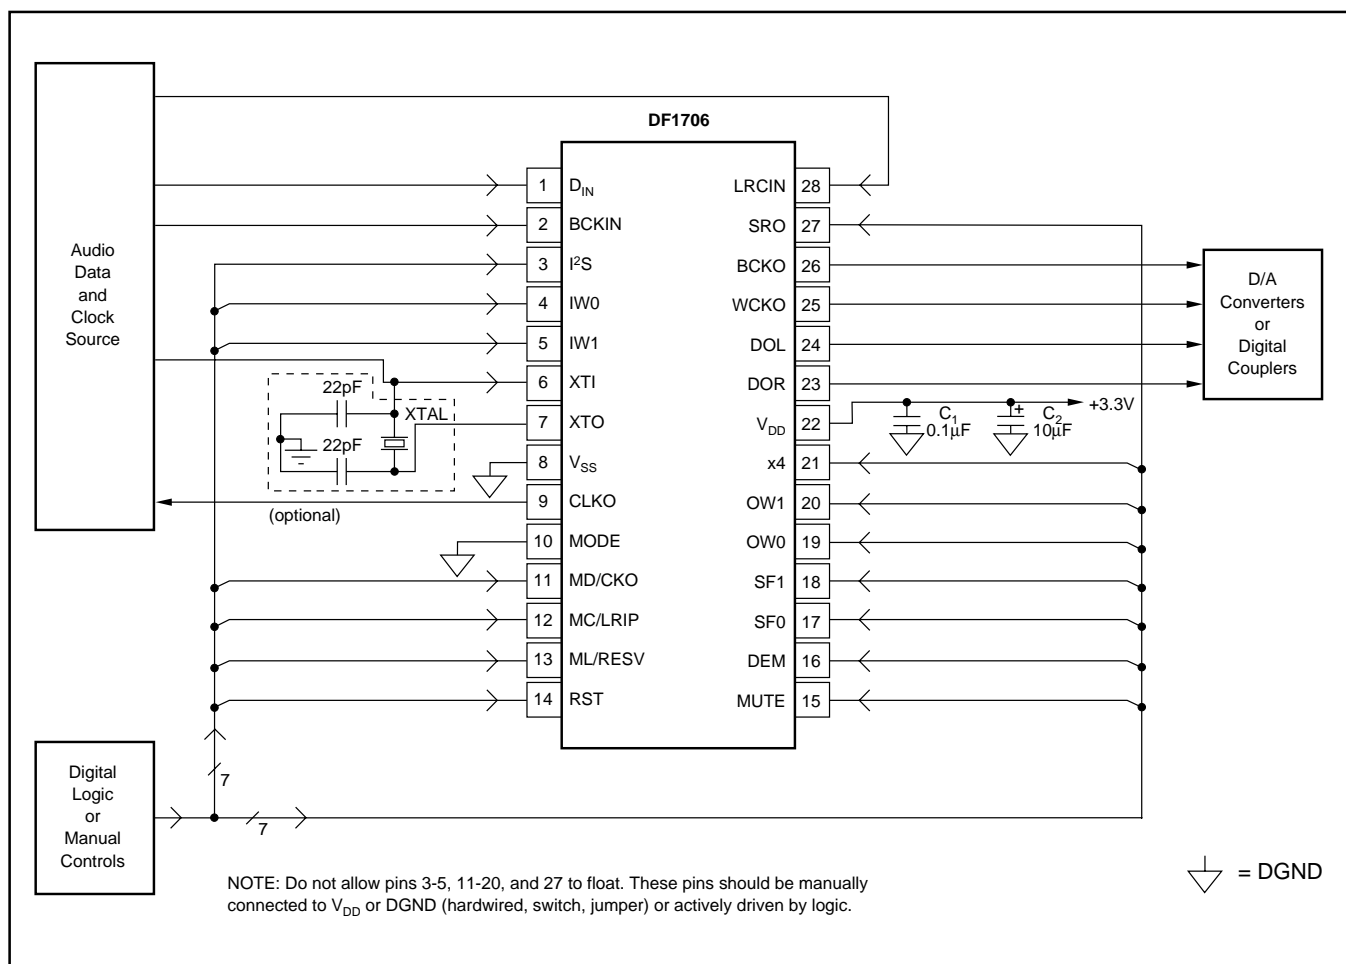 DF1706
Audio
Data
and
Clock
Source
1
D_IN
2
BCKIN
3
I²S
4
IW0
5
IW1
6
XTI
7
XTO
8
V_SS
9
CLKO
10
MODE
11
MD/CKO
12
MC/LRIP
13
ML/RESV
14
RST
LRCIN
28
SRO
27
BCKO
26
WCKO
25
DOL
24
DOR
23
V_DD
22
x4
21
OW1
20
OW0
19
SF1
18
SF0
17
DEM
16
MUTE
15
22pF
XTAL
22pF
(optional)
D/A
Converters
or
Digital
Couplers
+3.3V
C₁
0.1µF
+
C₂
10µF
Digital
Logic
or
Manual
Controls
7
7
NOTE: Do not allow pins 3-5, 11-20, and 27 to float. These pins should be manually
connected to V_DD or DGND (hardwired, switch, jumper) or actively driven by logic.
= DGND